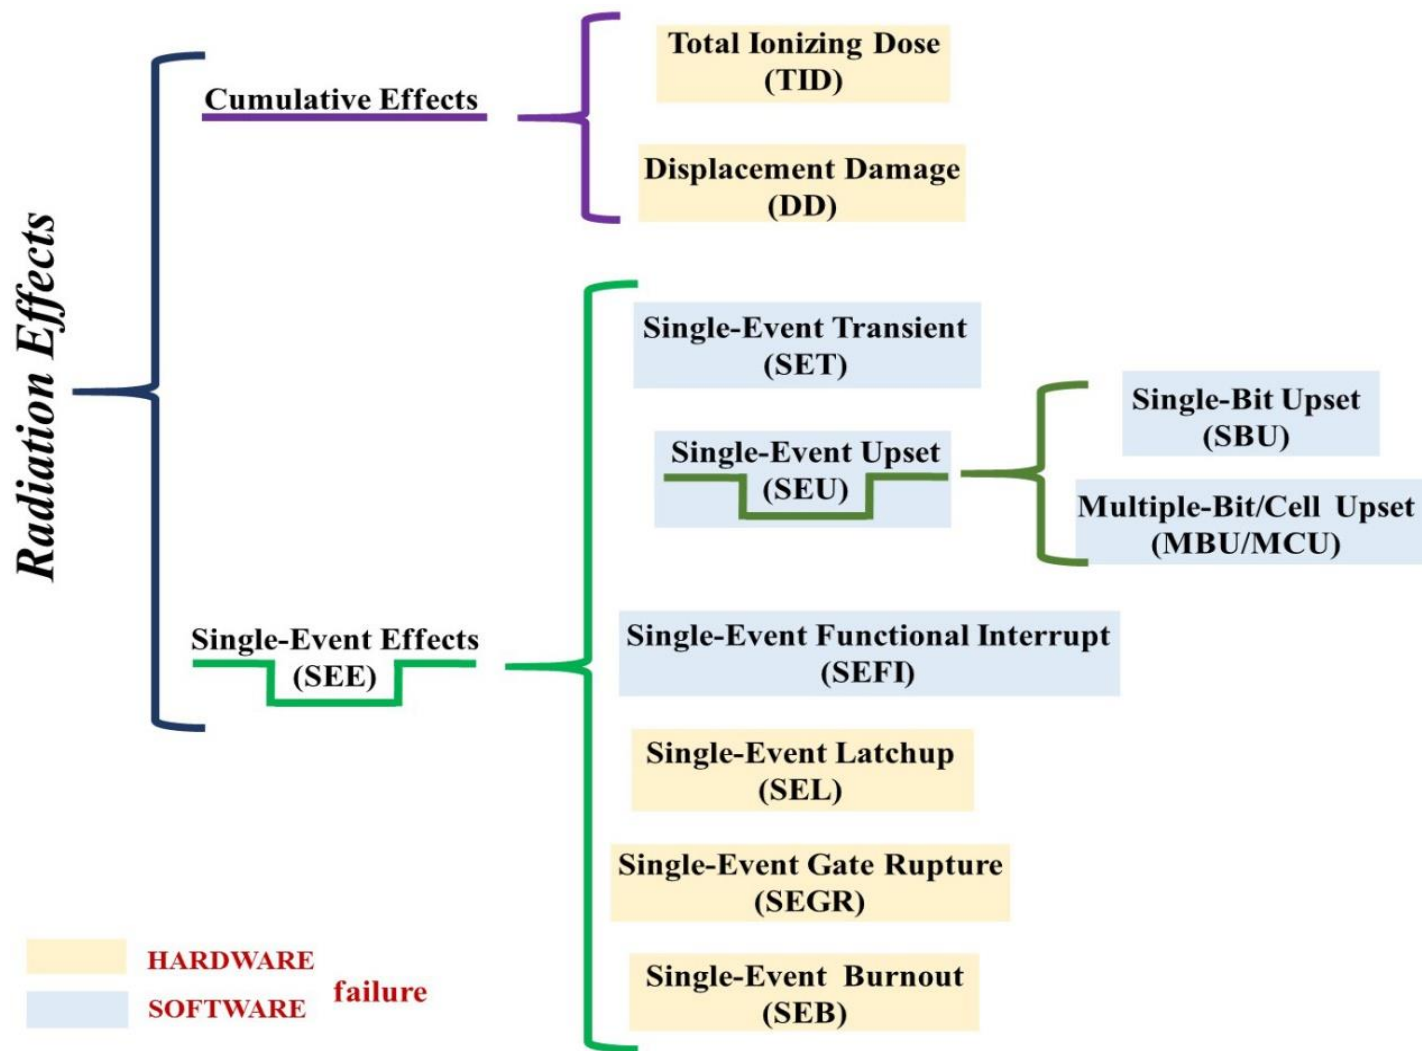 Radiation Effects
Cumulative Effects
Total Ionizing Dose
(TID)
Displacement Damage
(DD)
Single-Event Effects
(SEE)
Single-Event Transient
(SET)
Single-Event Upset
(SEU)
Single-Bit Upset
(SBU)
Multiple-Bit/Cell Upset
(MBU/MCU)
Single-Event Functional Interrupt
(SEFI)
Single-Event Latchup
(SEL)
Single-Event Gate Rupture
(SEGR)
Single-Event Burnout
(SEB)
HARDWARE
SOFTWARE
failure